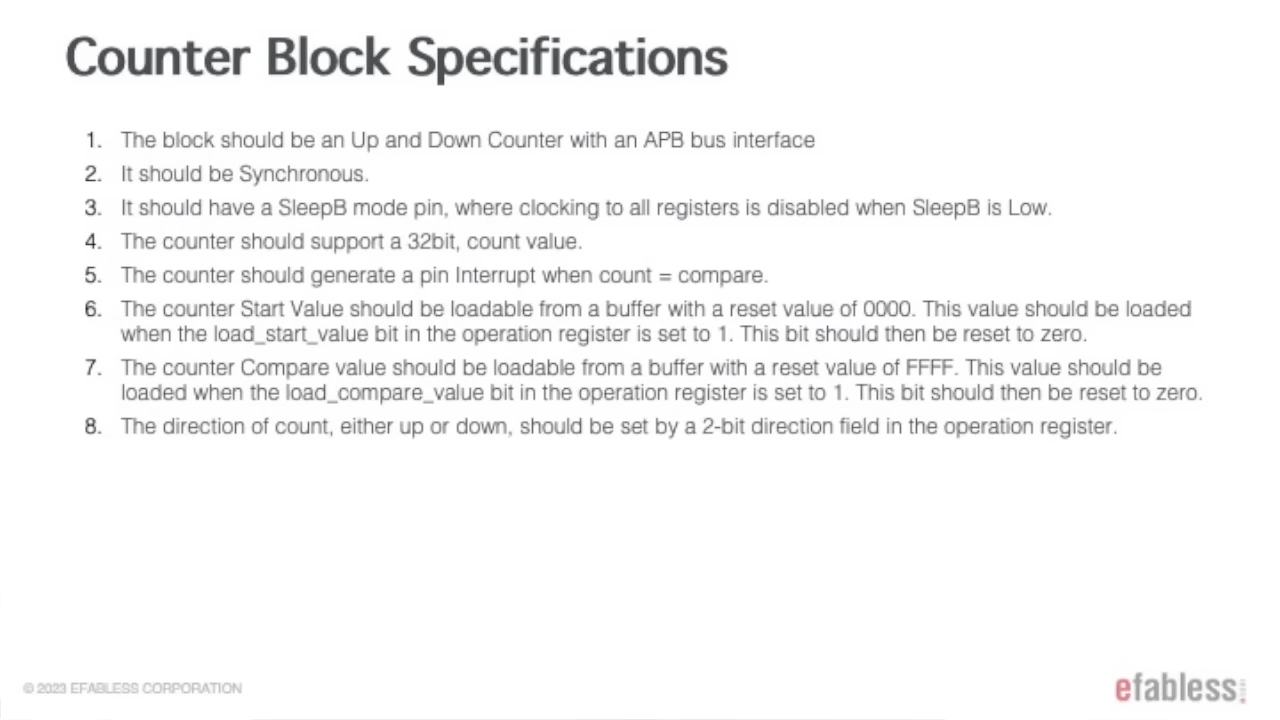 Counter Block Specifications
1. The block should be an Up and Down Counter with an APB bus interface
2. It should be Synchronous.
3. It should have a SleepB mode pin, where clocking to all registers is disabled when SleepB is Low.
4. The counter should support a 32bit, count value.
5. The counter should generate a pin Interrupt when count = compare.
6. The counter Start Value should be loadable from a buffer with a reset value of 0000. This value should be loaded
when the load_start_value bit in the operation register is set to 1. This bit should then be reset to zero.
7. The counter Compare value should be loadable from a buffer with a reset value of FFFF. This value should be
loaded when the load_compare_value bit in the operation register is set to 1. This bit should then be reset to zero.
8. The direction of count, either up or down, should be set by a 2-bit direction field in the operation register.
© 2023 EFABLESS CORPORATION
efabless